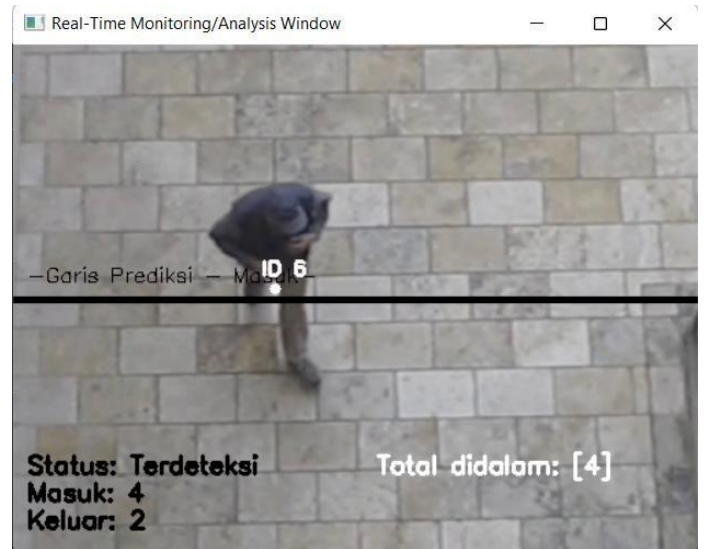 Real-Time Monitoring/Analysis Window
ID 6
-Garis Prediksi - Masuk-
Status: Terdeteksi
Total didalam: [4]
Masuk: 4
Keluar: 2